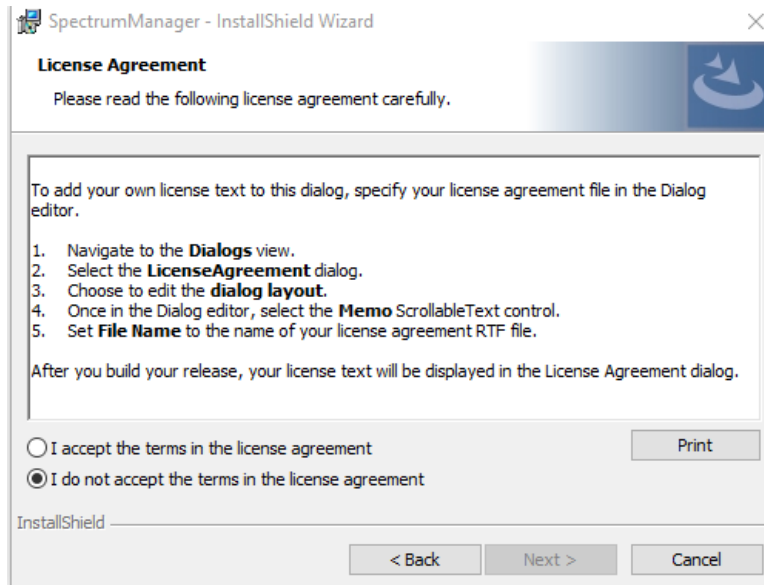 SpectrumManager - InstallShield Wizard
License Agreement
Please read the following license agreement carefully.
To add your own license text to this dialog, specify your license agreement file in the Dialog
editor.
1. Navigate to the Dialogs view.
2. Select the LicenseAgreement dialog.
3. Choose to edit the dialog layout.
4. Once in the Dialog editor, select the Memo ScrollableText control.
5. Set File Name to the name of your license agreement RTF file.
After you build your release, your license text will be displayed in the License Agreement dialog.
I accept the terms in the license agreement
Print
I do not accept the terms in the license agreement
InstallShield
< Back
Next >
Cancel